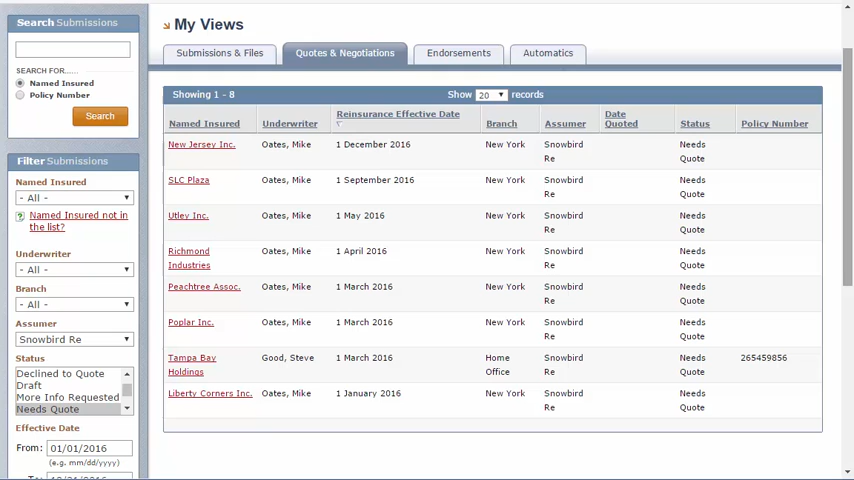 Search Submissions
SEARCH FOR......
Named Insured
Policy Number
Search
Filter Submissions
Named Insured
- All -
Named Insured not in
the list?
Underwriter
- All -
Branch
- All -
Assumer
Snowbird Re
Status
Declined to Quote
Draft
More Info Requested
Needs Quote
Effective Date
From: 01/01/2016
(e.g. mm/dd/yyyy)
My Views
Submissions & Files Quotes & Negotiations Endorsements Automatics
Showing 1 - 8 Show 20 records
Named Insured Underwriter Reinsurance Effective Date Branch Assumer Date Quoted Status Policy Number
New Jersey Inc. Oates, Mike 1 December 2016 New York Snowbird Re Needs Quote
SLC Plaza Oates, Mike 1 September 2016 New York Snowbird Re Needs Quote
Utley Inc. Oates, Mike 1 May 2016 New York Snowbird Re Needs Quote
Richmond Industries Oates, Mike 1 April 2016 New York Snowbird Re Needs Quote
Peachtree Assoc. Oates, Mike 1 March 2016 New York Snowbird Re Needs Quote
Poplar Inc. Oates, Mike 1 March 2016 New York Snowbird Re Needs Quote
Tampa Bay Holdings Good, Steve 1 March 2016 Home Office Snowbird Re Needs Quote 265459856
Liberty Corners Inc. Oates, Mike 1 January 2016 New York Snowbird Re Needs Quote